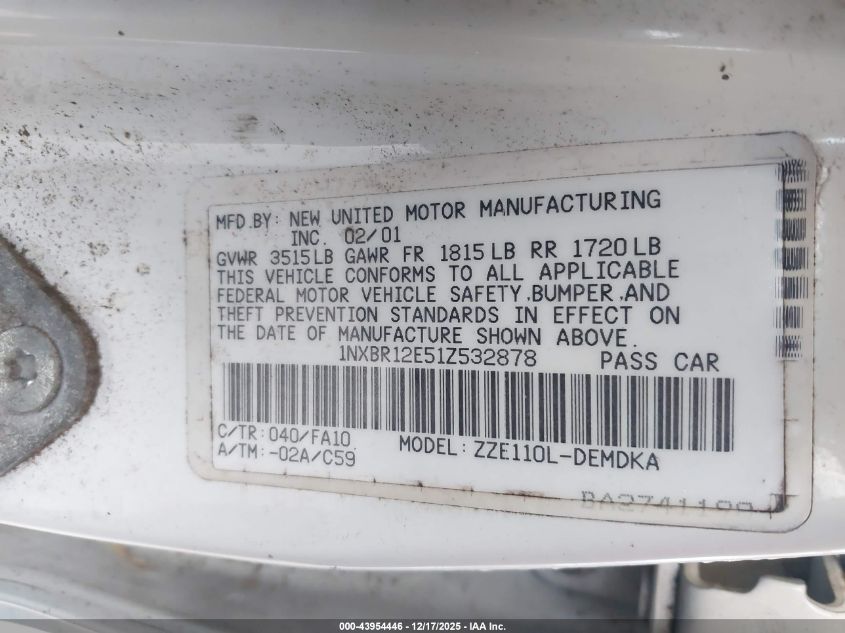 MFD.BY: NEW UNITED MOTOR MANUFACTURING
INC. 02/01
GVWR 3515LB GAWR FR 1815LB RR 1720LB
THIS VEHICLE CONFORMS TO ALL APPLICABLE
FEDERAL MOTOR VEHICLE SAFETY,BUMPER,AND
THEFT PREVENTION STANDARDS IN EFFECT ON
THE DATE OF MANUFACTURE SHOWN ABOVE.
1NXBR12E51Z532878 PASS CAR
C/TR: 040/FA10
A/TM: -02A/C59
MODEL: ZZE110L-DEMDKA
000-43954446 - 12/17/2025 - IAA Inc.